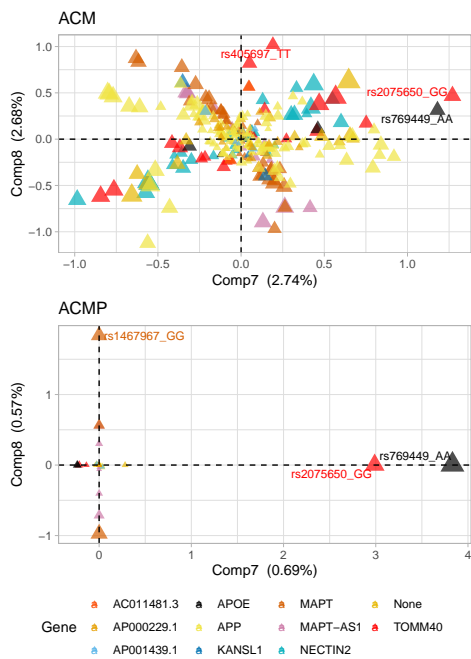 ACM
1.0
0.5
0.0
−0.5
−1.0
Comp8 (2.68%)
rs405697_TT
rs2075650_GG
rs769449_AA
−1.0
−0.5
0.0
0.5
1.0
Comp7 (2.74%)
ACMP
1
0
−1
Comp8 (0.57%)
rs1467967_GG
rs769449_AA
rs2075650_GG
0
1
2
3
4
Comp7 (0.69%)
Gene
AC011481.3
AP000229.1
AP001439.1
APOE
APP
KANSL1
MAPT
MAPT−AS1
NECTIN2
None
TOMM40